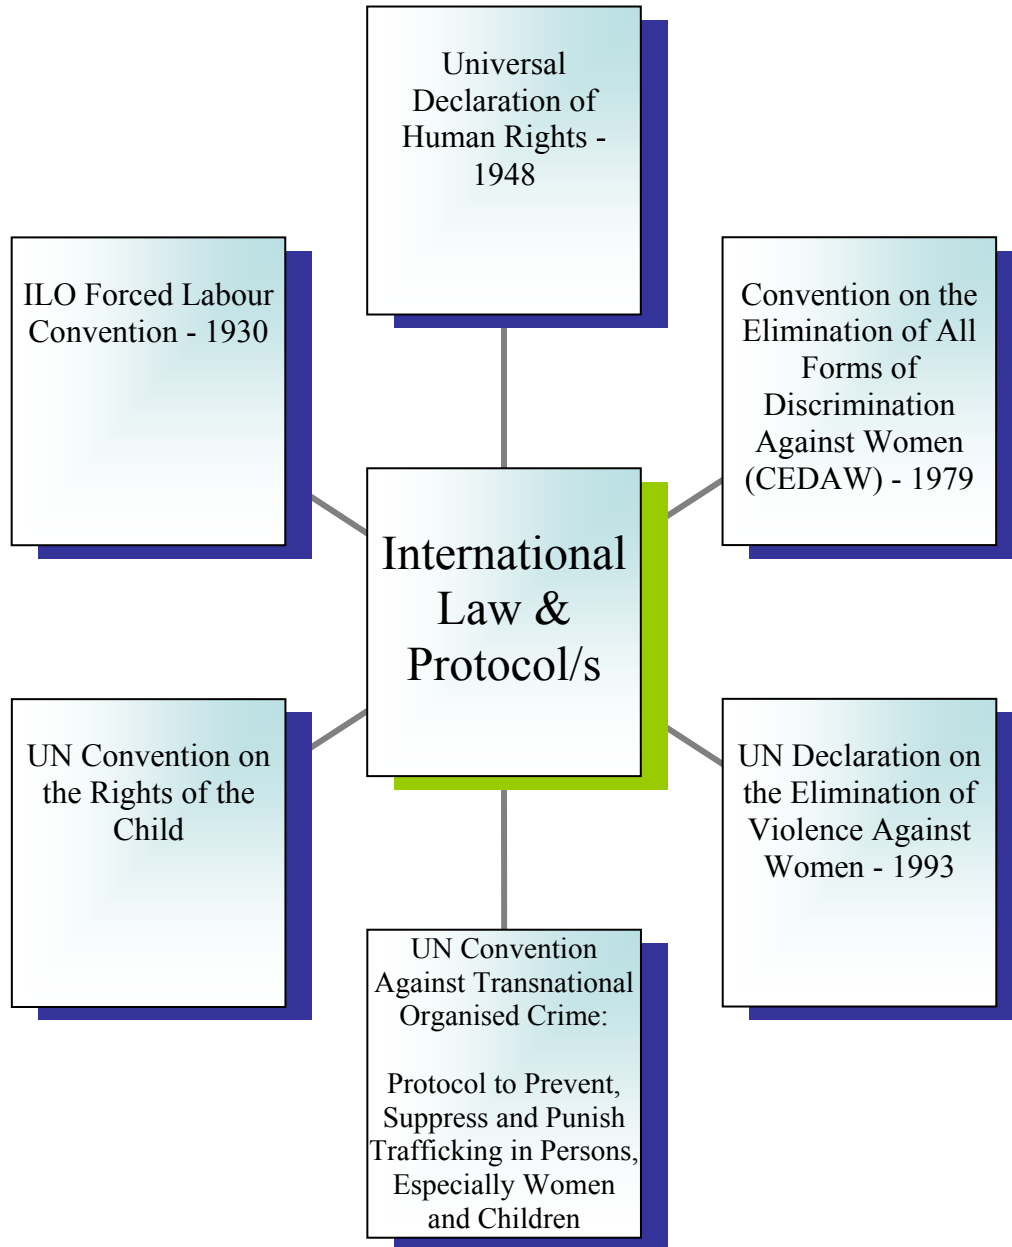 Universal
Declaration of
Human Rights -
1948
ILO Forced Labour
Convention - 1930
Convention on the
Elimination of All
Forms of
Discrimination
Against Women
(CEDAW) - 1979
International
Law &
Protocol/s
UN Convention on
the Rights of the
Child
UN Declaration on
the Elimination of
Violence Against
Women - 1993
UN Convention
Against Transnational
Organised Crime:
Protocol to Prevent,
Suppress and Punish
Trafficking in Persons,
Especially Women
and Children